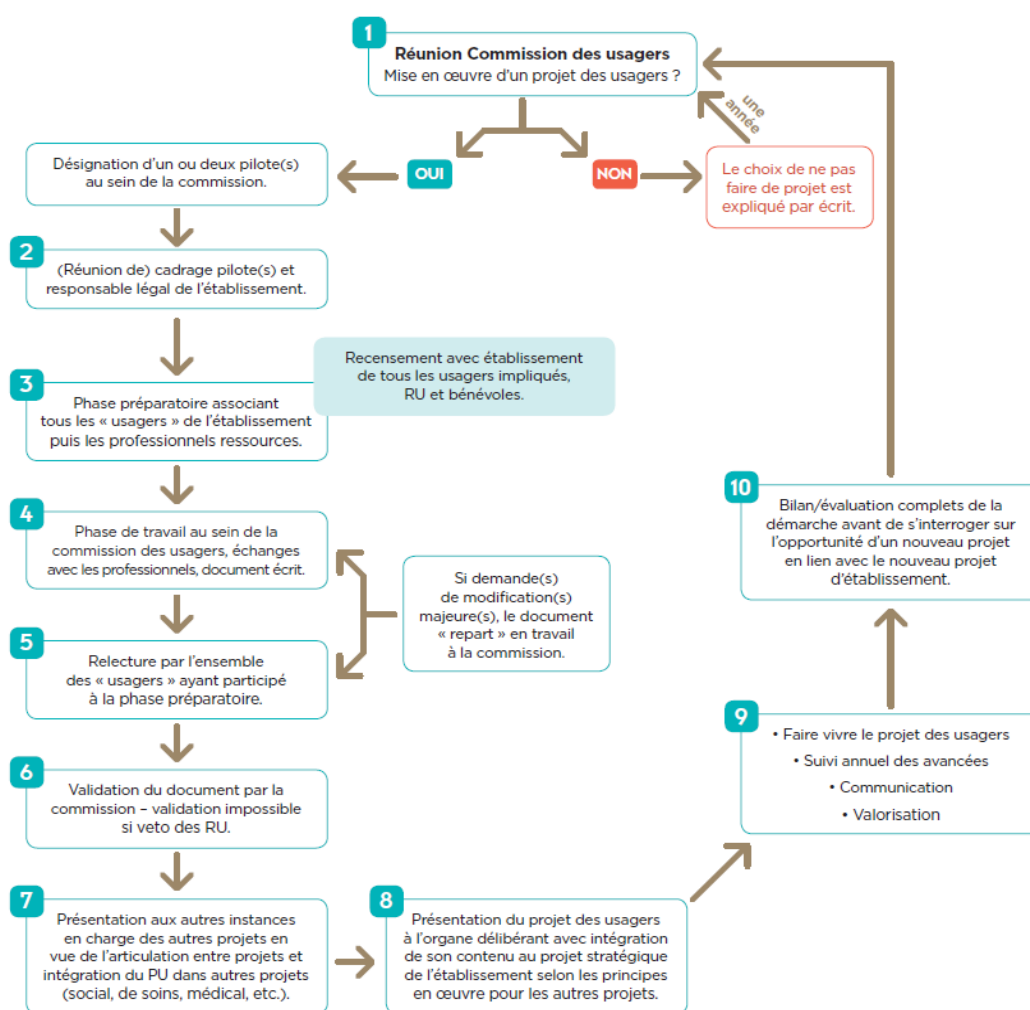 1
Réunion Commission des usagers
Mise en œuvre d'un projet des usagers ?
une
année
OUI
NON
Désignation d'un ou deux pilote(s)
au sein de la commission.
Le choix de ne pas
faire de projet est
expliqué par écrit.
2
(Réunion de) cadrage pilote(s) et
responsable légal de l'établissement.
Recensement avec établissement
de tous les usagers impliqués,
RU et bénévoles.
3
Phase préparatoire associant
tous les « usagers » de l'établissement
puis les professionnels ressources.
4
Phase de travail au sein de la
commission des usagers, échanges
avec les professionnels, document écrit.
Si demande(s)
de modification(s)
majeure(s), le document
« repart » en travail
à la commission.
5
Relecture par l'ensemble
des « usagers » ayant participé
à la phase préparatoire.
6
Validation du document par la
commission – validation impossible
si veto des RU.
7
Présentation aux autres instances
en charge des autres projets en
vue de l'articulation entre projets et
intégration du PU dans autres projets
(social, de soins, médical, etc.).
8
Présentation du projet des usagers
à l'organe délibérant avec intégration
de son contenu au projet stratégique
de l'établissement selon les principes
en œuvre pour les autres projets.
9
• Faire vivre le projet des usagers
• Suivi annuel des avancées
• Communication
• Valorisation
10
Bilan/évaluation complets de la
démarche avant de s'interroger sur
l'opportunité d'un nouveau projet
en lien avec le nouveau projet
d'établissement.